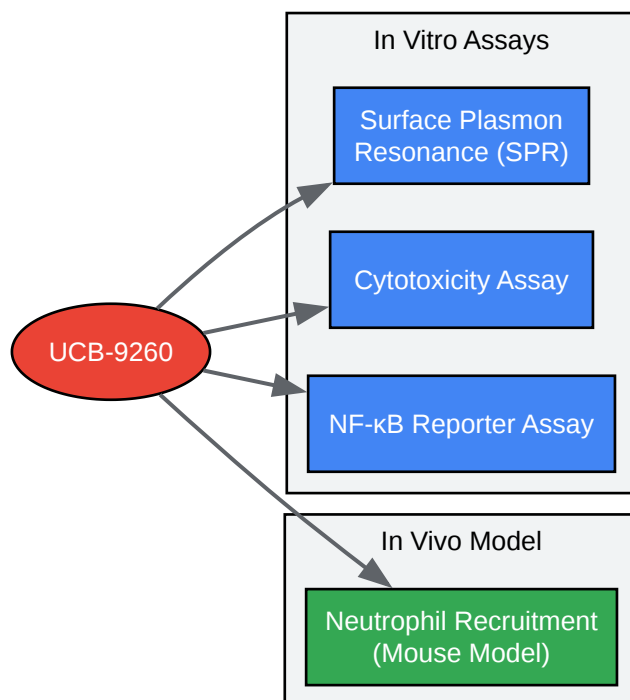 In Vitro Assays
Surface Plasmon
Resonance (SPR)
Cytotoxicity Assay
UCB-9260
NF-κB Reporter Assay
In Vivo Model
Neutrophil Recruitment
(Mouse Model)